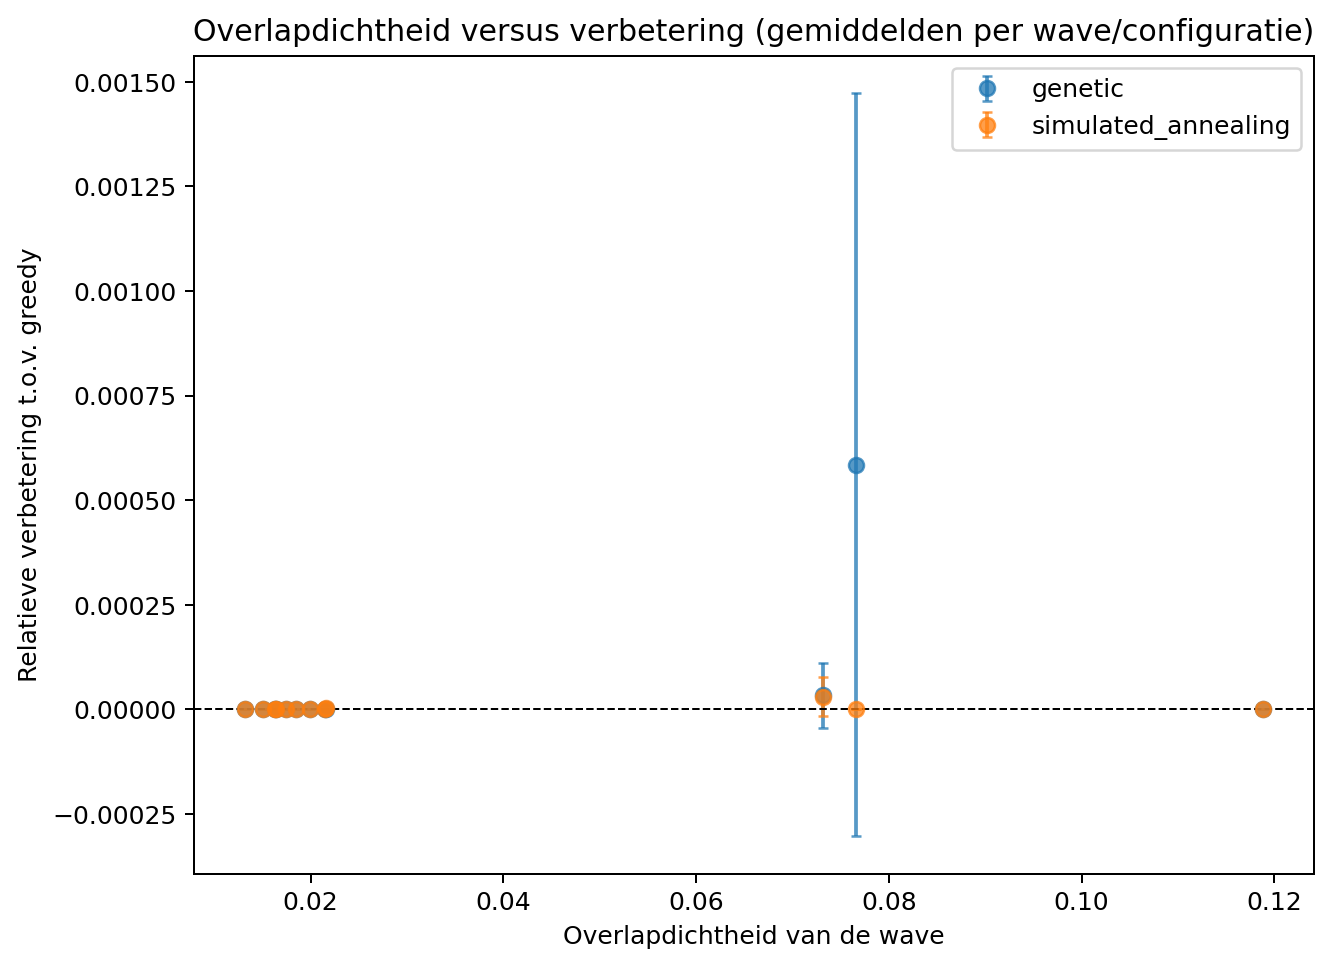 Overlapdichtheid versus verbetering (gemiddelden per wave/configuratie)
genetic
simulated_annealing
Relatieve verbetering t.o.v. greedy
0.00150
0.00125
0.00100
0.00075
0.00050
0.00025
0.00000
−0.00025
0.02 0.04 0.06 0.08 0.10 0.12
Overlapdichtheid van de wave